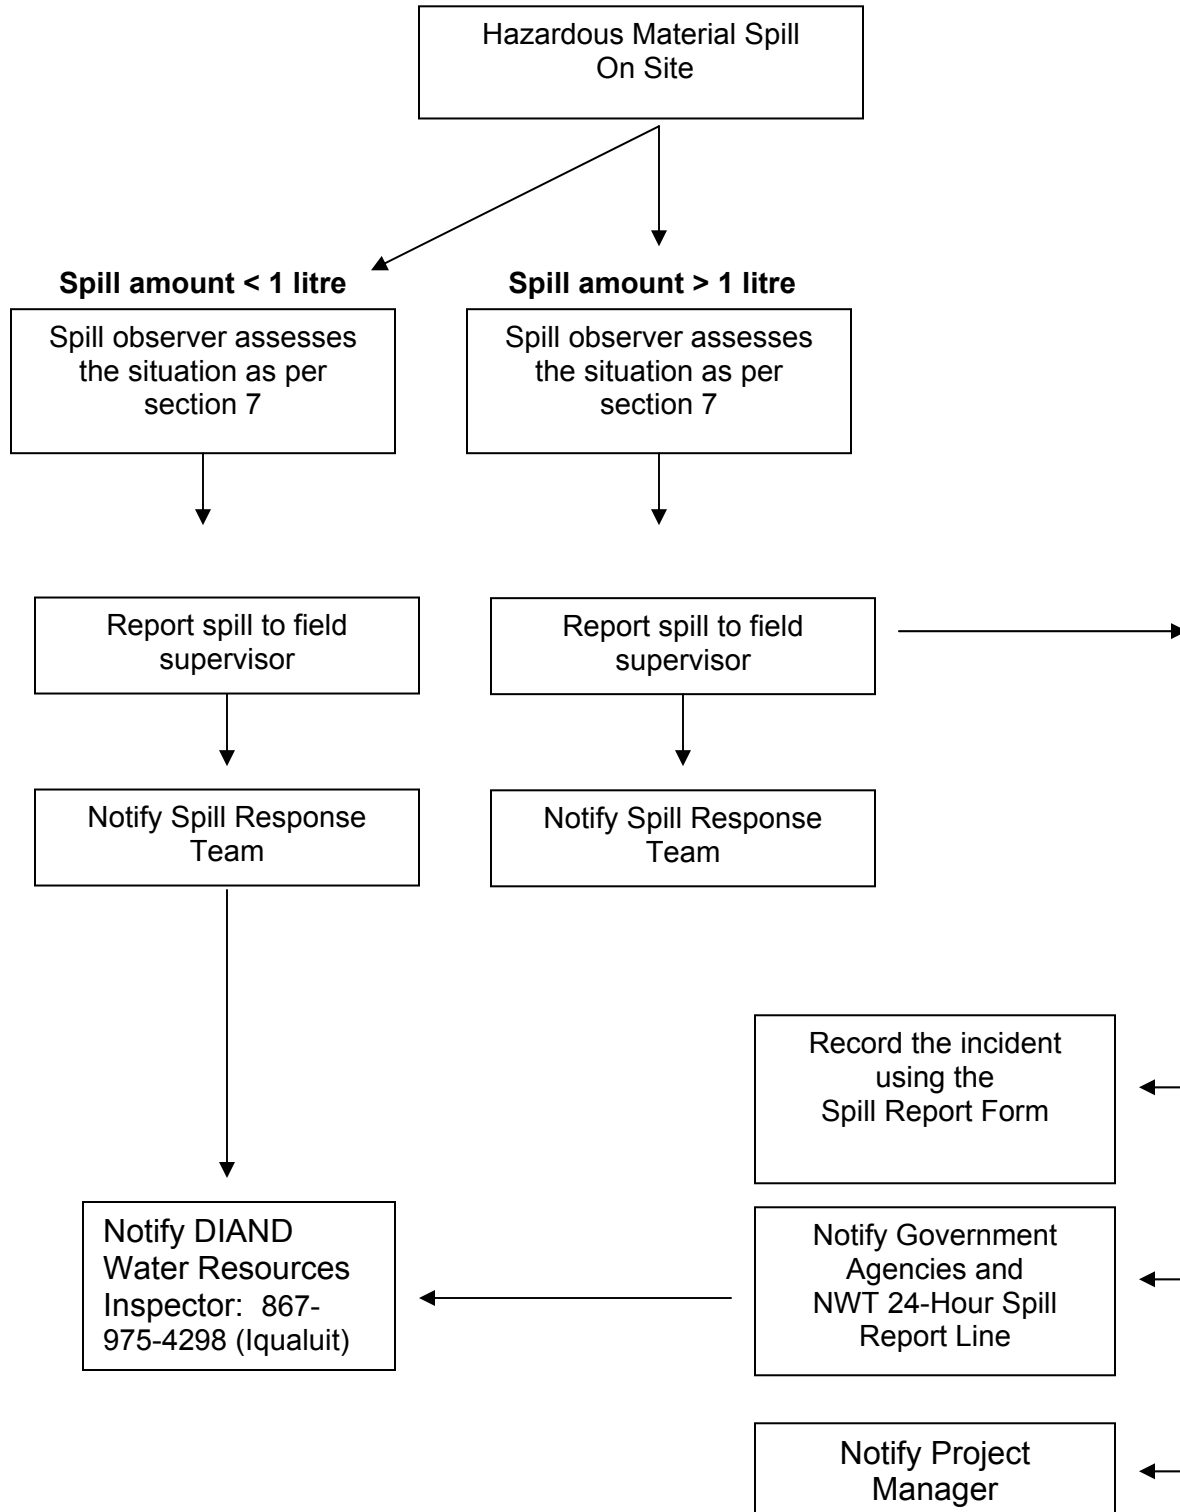 Hazardous Material Spill
On Site
Spill amount < 1 litre
Spill amount > 1 litre
Spill observer assesses
the situation as per
section 7
Spill observer assesses
the situation as per
section 7
Report spill to field
supervisor
Report spill to field
supervisor
Notify Spill Response
Team
Notify Spill Response
Team
Record the incident
using the
Spill Report Form
Notify DIAND
Water Resources
Inspector: 867-
975-4298 (Iqualuit)
Notify Government
Agencies and
NWT 24-Hour Spill
Report Line
Notify Project
Manager